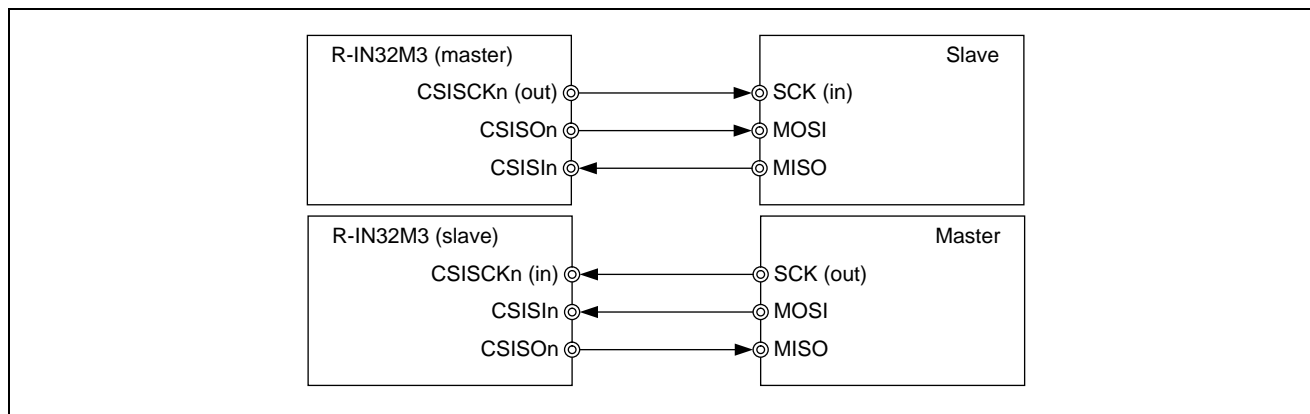 R-IN32M3 (master) Slave
CSISCKn (out) SCK (in)
CSISOn MOSI
CSISIn MISO
R-IN32M3 (slave) Master
CSISCKn (in) SCK (out)
CSISIn MOSI
CSISOn MISO